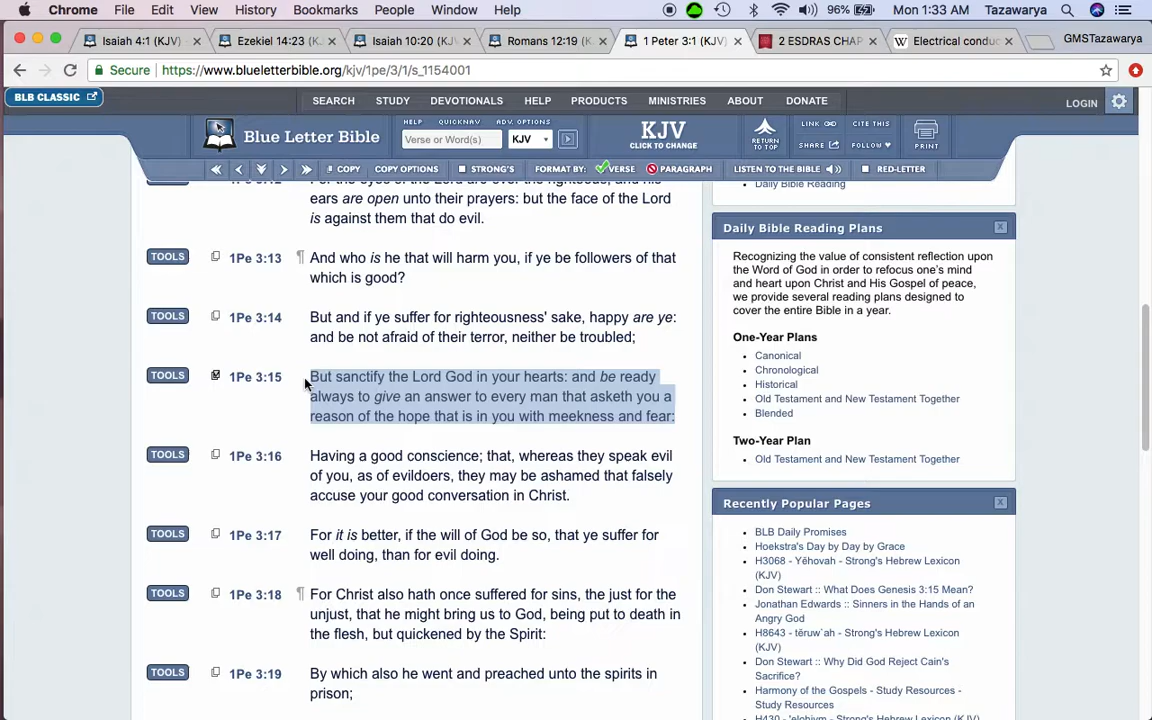 Chrome File Edit View History Bookmarks People Window Help 96% Mon 1:33 AM Tazawarya
Isaiah 4:1 (KJV) Ezekiel 14:23 (K Isaiah 10:20 (KJV) Romans 12:19 (K 1 Peter 3:1 (KJV) 2 ESDRAS CHAP Electrical conduc GMSTazawarya
Secure https://www.blueletterbible.org/kjv/1pe/3/1/s_1154001
BLB CLASSIC
SEARCH STUDY DEVOTIONALS HELP PRODUCTS MINISTRIES ABOUT DONATE LOGIN
Blue Letter Bible
HELP QUICKNAV ADV. OPTIONS
Verse or Word(s) KJV
KJV
CLICK TO CHANGE
RETURN
TO TOP
LINK CITE THIS
SHARE FOLLOW
PRINT
COPY COPY OPTIONS STRONG'S FORMAT BY: VERSE PARAGRAPH LISTEN TO THE BIBLE RED-LETTER
For the eyes of the Lord are over the righteous, and his
ears are open unto their prayers: but the face of the Lord
is against them that do evil.
TOOLS 1Pe 3:13 ¶ And who is he that will harm you, if ye be followers of that
which is good?
TOOLS 1Pe 3:14 But and if ye suffer for righteousness' sake, happy are ye:
and be not afraid of their terror, neither be troubled;
TOOLS 1Pe 3:15 But sanctify the Lord God in your hearts: and be ready
always to give an answer to every man that asketh you a
reason of the hope that is in you with meekness and fear:
TOOLS 1Pe 3:16 Having a good conscience; that, whereas they speak evil
of you, as of evildoers, they may be ashamed that falsely
accuse your good conversation in Christ.
TOOLS 1Pe 3:17 For it is better, if the will of God be so, that ye suffer for
well doing, than for evil doing.
TOOLS 1Pe 3:18 ¶ For Christ also hath once suffered for sins, the just for the
unjust, that he might bring us to God, being put to death in
the flesh, but quickened by the Spirit:
TOOLS 1Pe 3:19 By which also he went and preached unto the spirits in
prison;
Daily Bible Reading
Daily Bible Reading Plans
Recognizing the value of consistent reflection upon
the Word of God in order to refocus one's mind
and heart upon Christ and His Gospel of peace,
we provide several reading plans designed to
cover the entire Bible in a year.
One-Year Plans
Canonical
Chronological
Historical
Old Testament and New Testament Together
Blended
Two-Year Plan
Old Testament and New Testament Together
Recently Popular Pages
BLB Daily Promises
Hoekstra's Day by Day by Grace
H3068 - Yĕhovah - Strong's Hebrew Lexicon
(KJV)
Don Stewart :: What Does Genesis 3:15 Mean?
Jonathan Edwards :: Sinners in the Hands of an
Angry God
H8643 - tĕruw`ah - Strong's Hebrew Lexicon
(KJV)
Don Stewart :: Why Did God Reject Cain's
Sacrifice?
Harmony of the Gospels - Study Resources -
Study Resources
H430 - 'elohiym - Strong's Hebrew Lexicon (KJV)